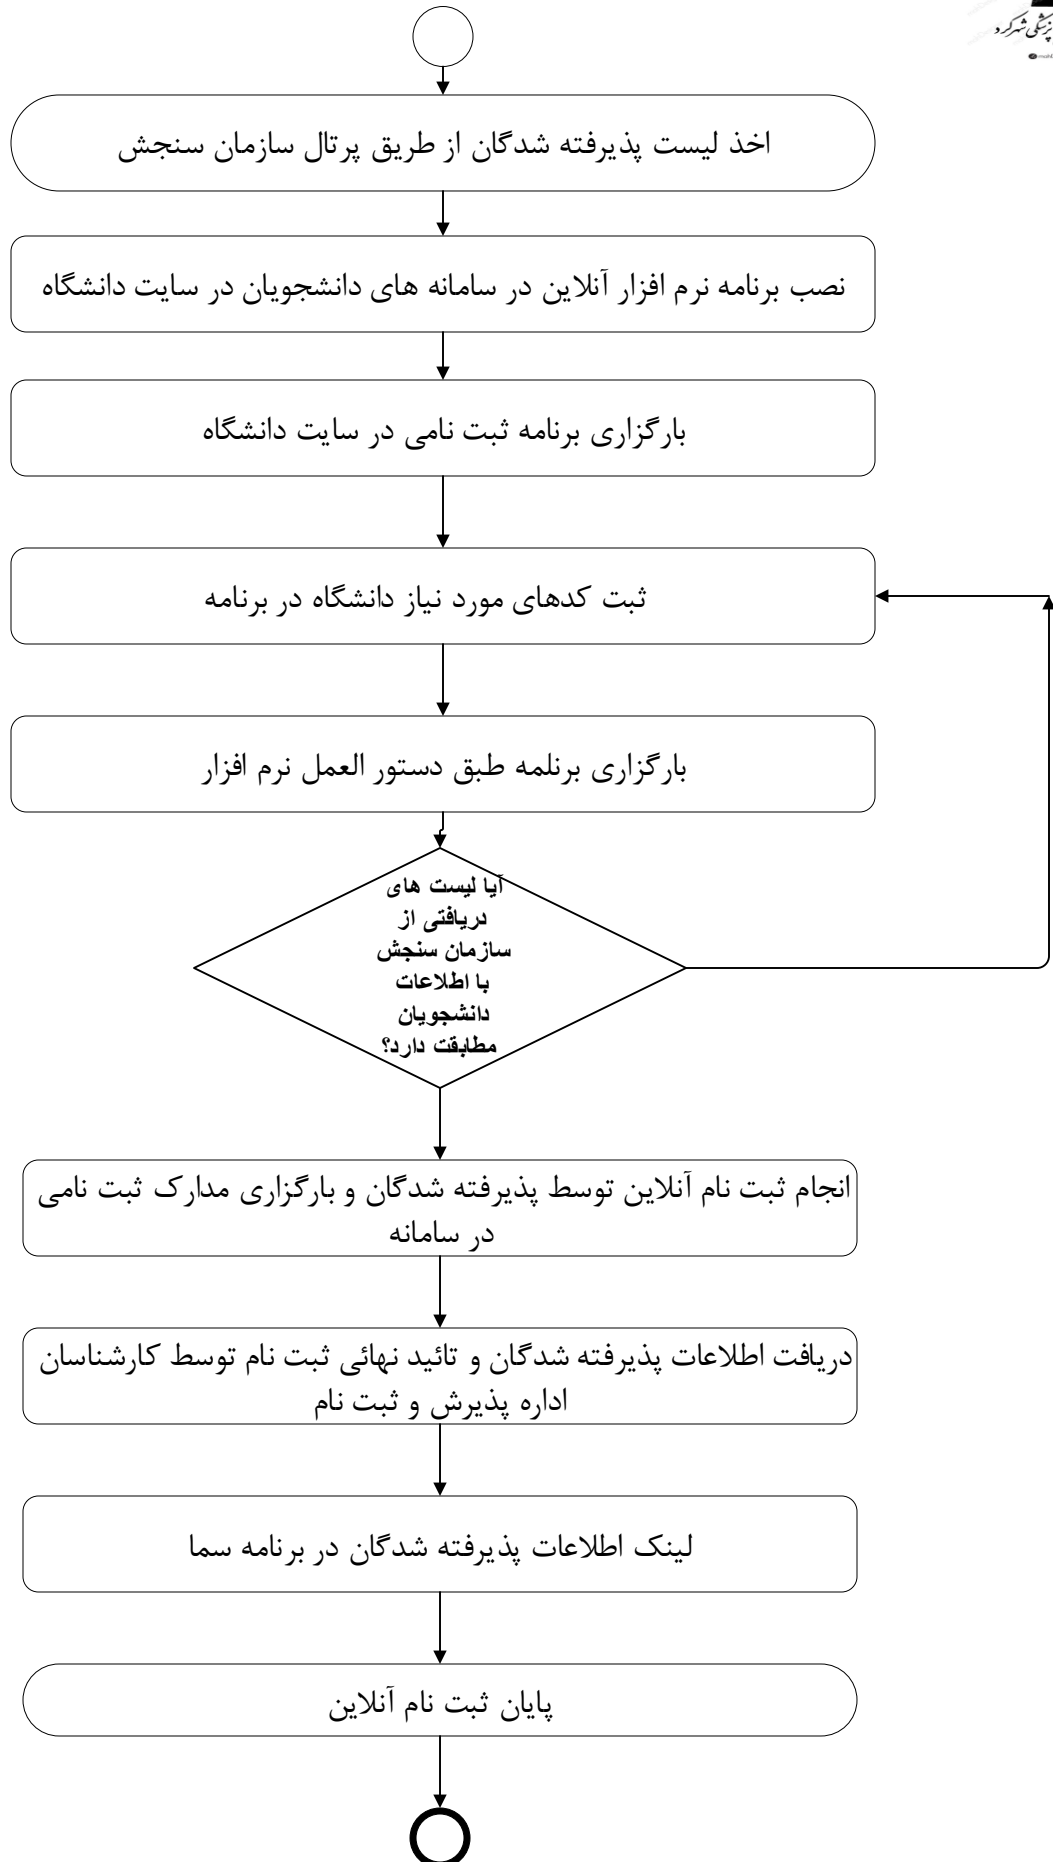 پزشکی شهرکرد
اخذ لیست پذیرفته شدگان از طریق پرتال سازمان سنجش
نصب برنامه نرم افزار آنلاین در سامانه های دانشجویان در سایت دانشگاه
بارگزاری برنامه ثبت نامی در سایت دانشگاه
ثبت کدهای مورد نیاز دانشگاه در برنامه
بارگزاری برنلمه طبق دستور العمل نرم افزار
آیا لیست های
دریافتی از
سازمان سنجش
با اطلاعات
دانشجویان
مطابقت دارد؟
انجام ثبت نام آنلاین توسط پذیرفته شدگان و بارگزاری مدارک ثبت نامی
در سامانه
دریافت اطلاعات پذیرفته شدگان و تائید نهائی ثبت نام توسط کارشناسان
اداره پذیرش و ثبت نام
لینک اطلاعات پذیرفته شدگان در برنامه سما
پایان ثبت نام آنلاین